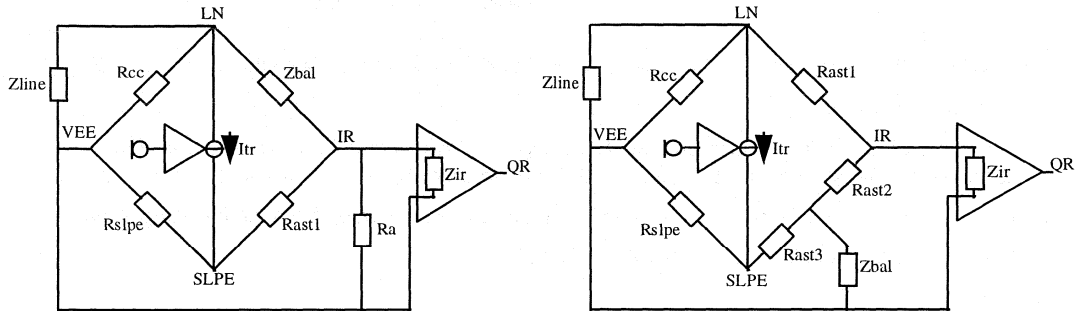 LN
Rcc
Zbal
Zline
VEE
Itr
IR
Zir
QR
Rslpe
Rast1
Ra
SLPE
LN
Rcc
Rast1
Zline
VEE
Itr
IR
Zir
QR
Rast2
Rslpe
Rast3
Zbal
SLPE